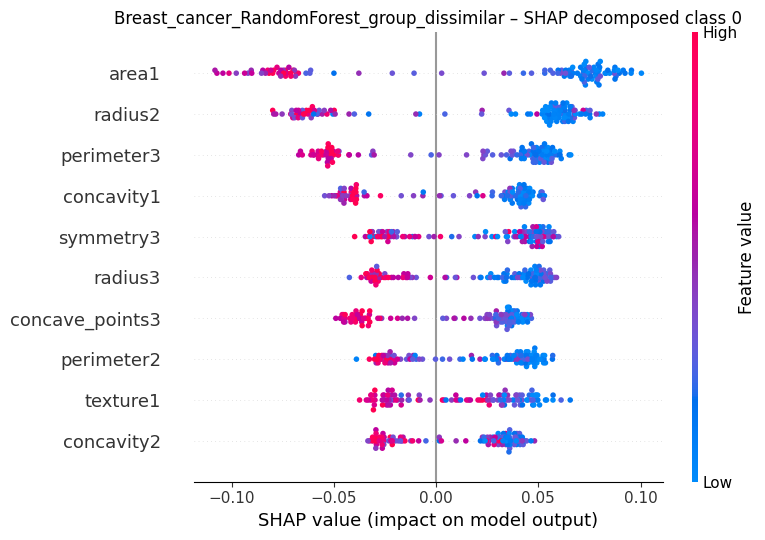 Breast_cancer_RandomForest_group_dissimilar – SHAP decomposed class 0
High
area1
radius2
perimeter3
concavity1
symmetry3
radius3
concave_points3
perimeter2
texture1
concavity2
Feature value
Low
−0.10 −0.05 0.00 0.05 0.10
SHAP value (impact on model output)